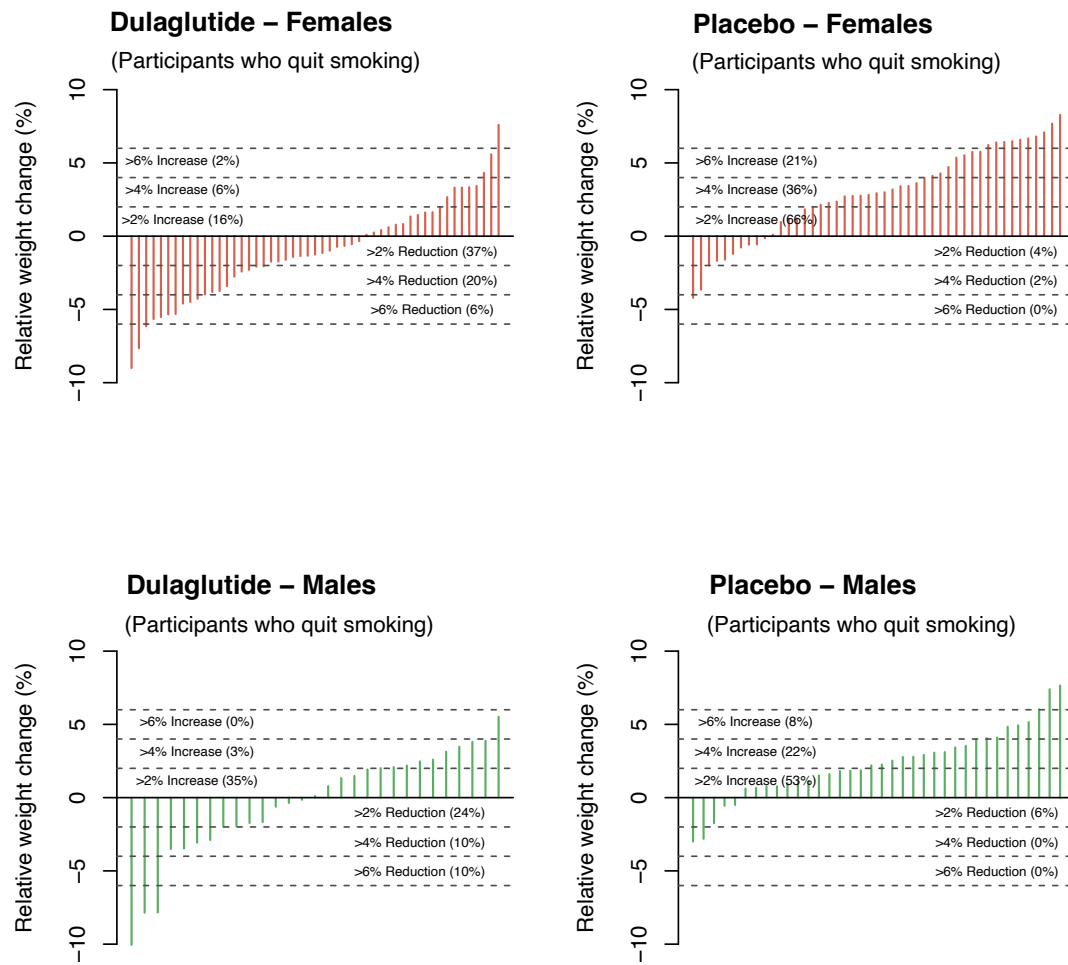 Dulaglutide – Females
(Participants who quit smoking)
Relative weight change (%)
10
5
0
−5
−10
>6% Increase (2%)
>4% Increase (6%)
>2% Increase (16%)
>2% Reduction (37%)
>4% Reduction (20%)
>6% Reduction (6%)
Placebo – Females
(Participants who quit smoking)
Relative weight change (%)
10
5
0
−5
−10
>6% Increase (21%)
>4% Increase (36%)
>2% Increase (66%)
>2% Reduction (4%)
>4% Reduction (2%)
>6% Reduction (0%)
Dulaglutide – Males
(Participants who quit smoking)
Relative weight change (%)
10
5
0
−5
−10
>6% Increase (0%)
>4% Increase (3%)
>2% Increase (35%)
>2% Reduction (24%)
>4% Reduction (10%)
>6% Reduction (10%)
Placebo – Males
(Participants who quit smoking)
Relative weight change (%)
10
5
0
−5
−10
>6% Increase (8%)
>4% Increase (22%)
>2% Increase (53%)
>2% Reduction (6%)
>4% Reduction (0%)
>6% Reduction (0%)